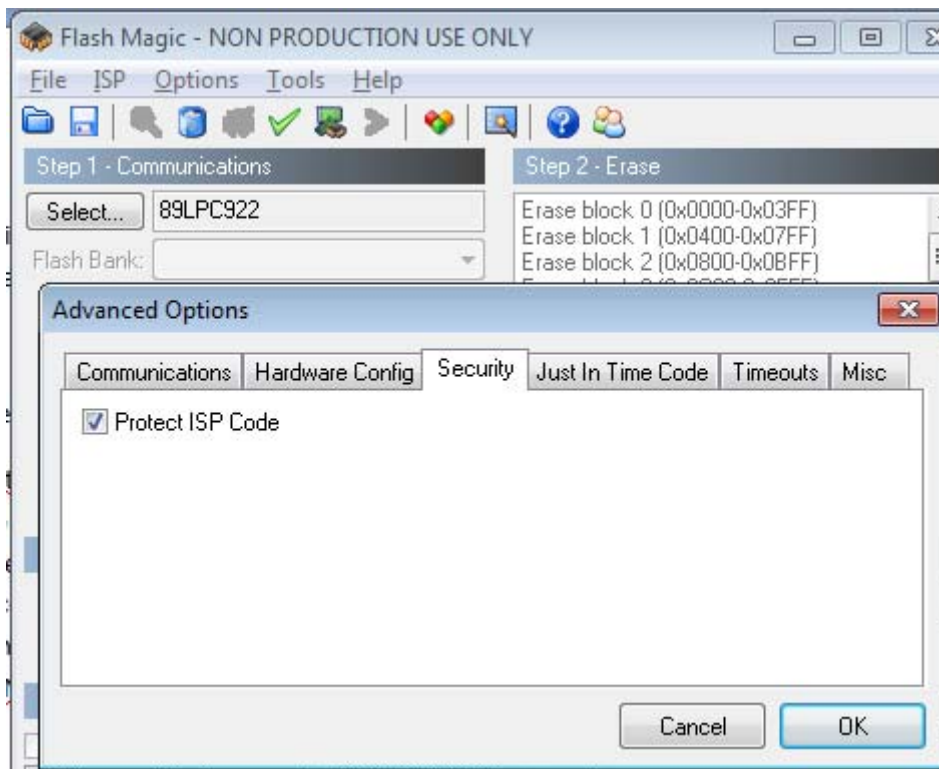 Flash Magic - NON PRODUCTION USE ONLY
File ISP Options Tools Help
Step 1 - Communications
Step 2 - Erase
Select... 89LPC922
Erase block 0 (0x0000-0x03FF)
Erase block 1 (0x0400-0x07FF)
Flash Bank:
Erase block 2 (0x0800-0x0BFF)
Advanced Options
Communications Hardware Config Security Just In Time Code Timeouts Misc
Protect ISP Code
Cancel OK